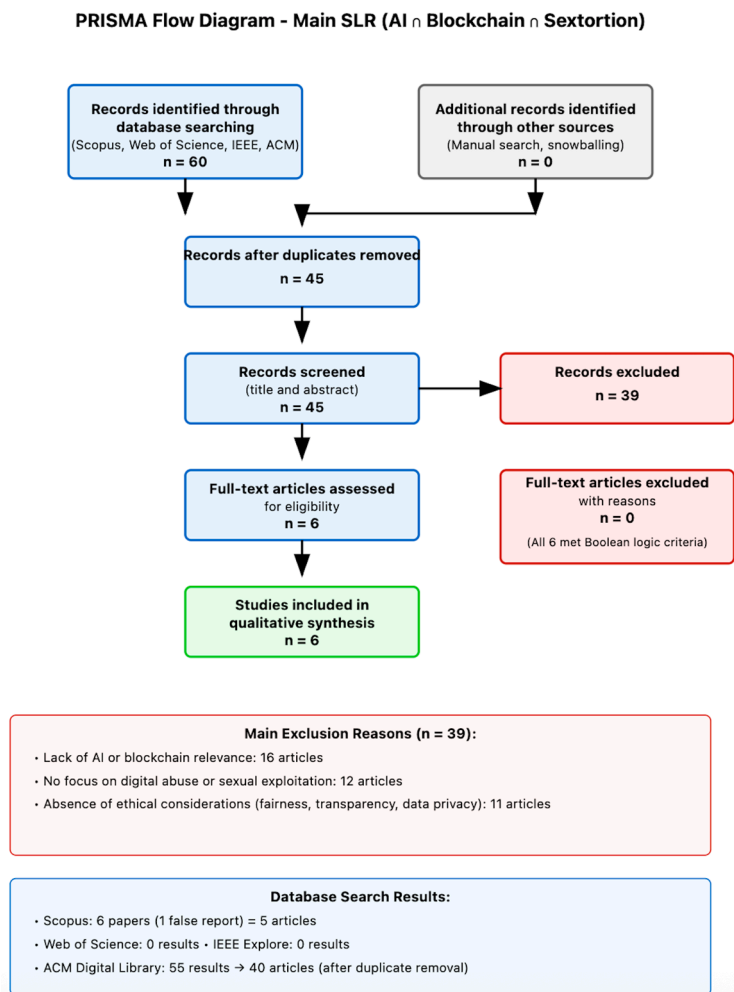 PRISMA Flow Diagram - Main SLR (AI ∩ Blockchain ∩ Sextortion)
Records identified through
database searching
(Scopus, Web of Science, IEEE, ACM)
n = 60
Additional records identified
through other sources
(Manual search, snowballing)
n = 0
Records after duplicates removed
n = 45
Records screened
(title and abstract)
n = 45
Records excluded
n = 39
Full-text articles assessed
for eligibility
n = 6
Full-text articles excluded
with reasons
n = 0
(All 6 met Boolean logic criteria)
Studies included in
qualitative synthesis
n = 6
Main Exclusion Reasons (n = 39):
• Lack of AI or blockchain relevance: 16 articles
• No focus on digital abuse or sexual exploitation: 12 articles
• Absence of ethical considerations (fairness, transparency, data privacy): 11 articles
Database Search Results:
• Scopus: 6 papers (1 false report) = 5 articles
• Web of Science: 0 results • IEEE Explore: 0 results
• ACM Digital Library: 55 results → 40 articles (after duplicate removal)